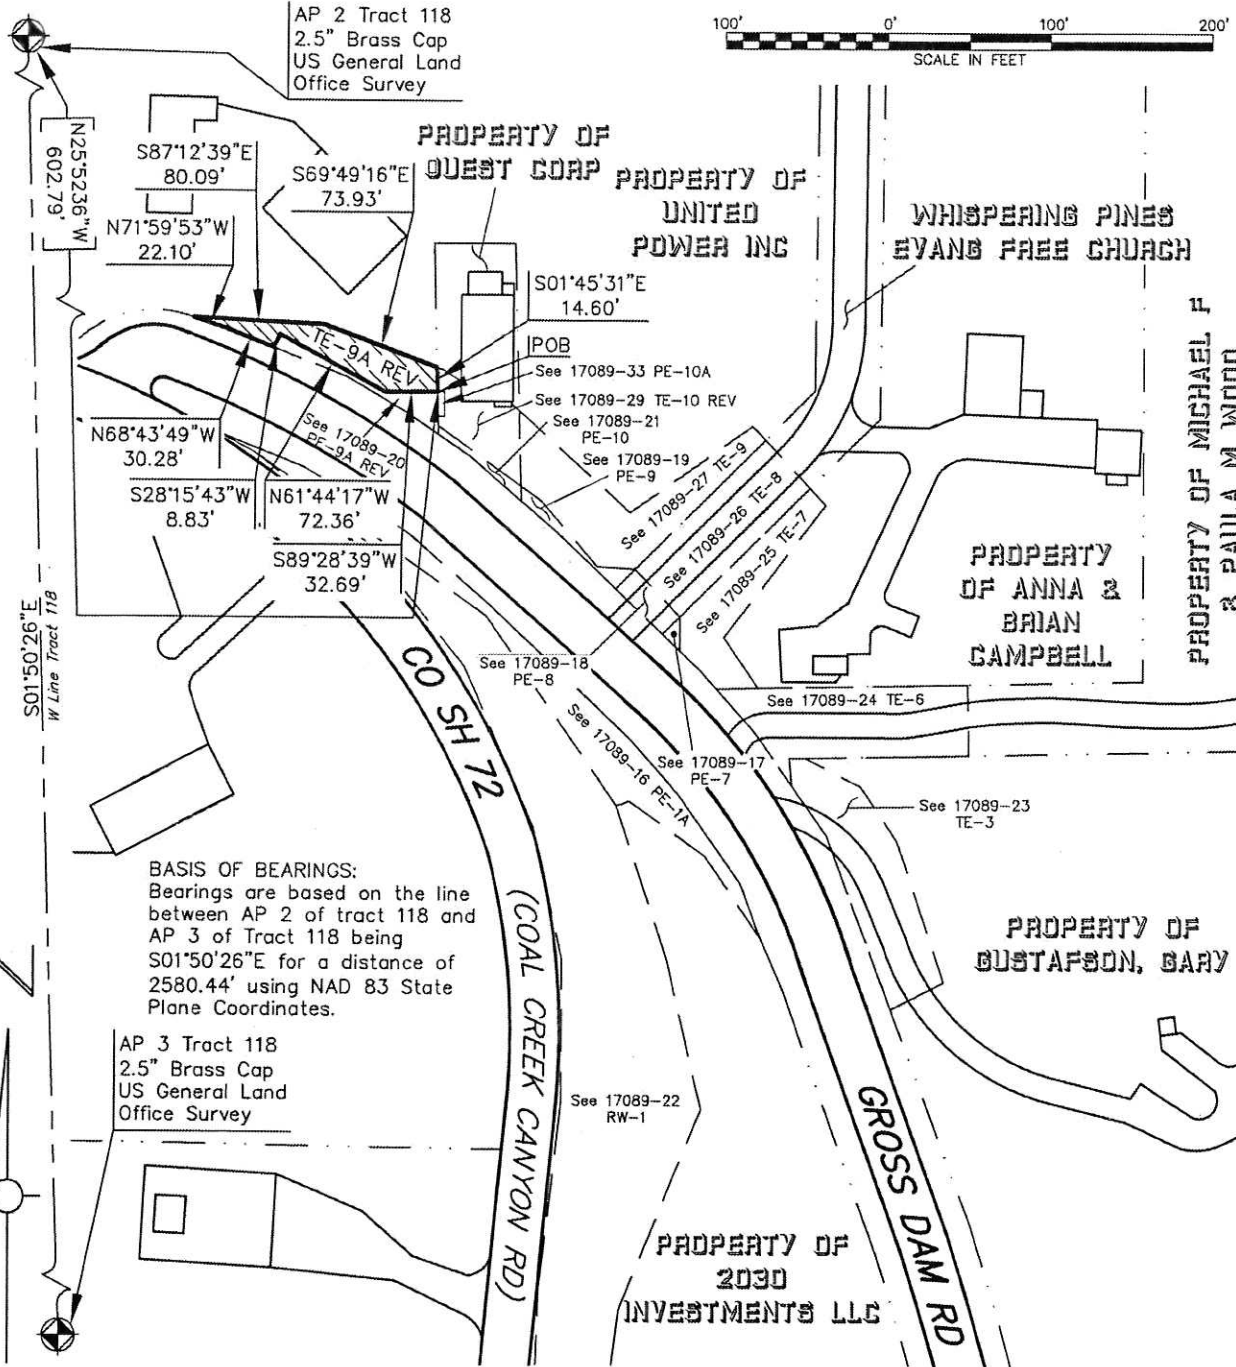 AP 2 Tract 118
2.5" Brass Cap
US General Land
Office Survey
100'
0'
100'
200'
SCALE IN FEET
N25°52'36"W
602.79'
S87°12'39"E
80.09'
S69°49'16"E
73.93'
N71°59'53"W
22.10'
PROPERTY OF
QUEST CORP
PROPERTY OF
UNITED
POWER INC
WHISPERING PINES
EVANG FREE CHURCH
S01°45'31"E
14.60'
POB
TE-9A REV
See 17089-33 PE-10A
See 17089-29 TE-10 REV
See 17089-21
PE-10
See 17089-19
PE-9
See 17089-20
PE-9A REV
N68°43'49"W
30.28'
S28°15'43"W
8.83'
N61°44'17"W
72.36'
S89°28'39"W
32.69'
See 17089-27 TE-9
See 17089-26 TE-8
See 17089-25 TE-7
PROPERTY OF MICHAEL F
& PAULA M WOOD
PROPERTY
OF ANNA &
BRIAN
CAMPBELL
S01°50'26"E
W Line Tract 118
See 17089-18
PE-8
See 17089-24 TE-6
See 17089-16 PE-1A
See 17089-17
PE-7
See 17089-23
TE-3
CO SH 72
(COAL CREEK CANYON RD)
BASIS OF BEARINGS:
Bearings are based on the line
between AP 2 of tract 118 and
AP 3 of Tract 118 being
S01°50'26"E for a distance of
2580.44' using NAD 83 State
Plane Coordinates.
PROPERTY OF
GUSTAFSON, GARY
AP 3 Tract 118
2.5" Brass Cap
US General Land
Office Survey
See 17089-22
RW-1
GROSS DAM RD
PROPERTY OF
2030
INVESTMENTS LLC